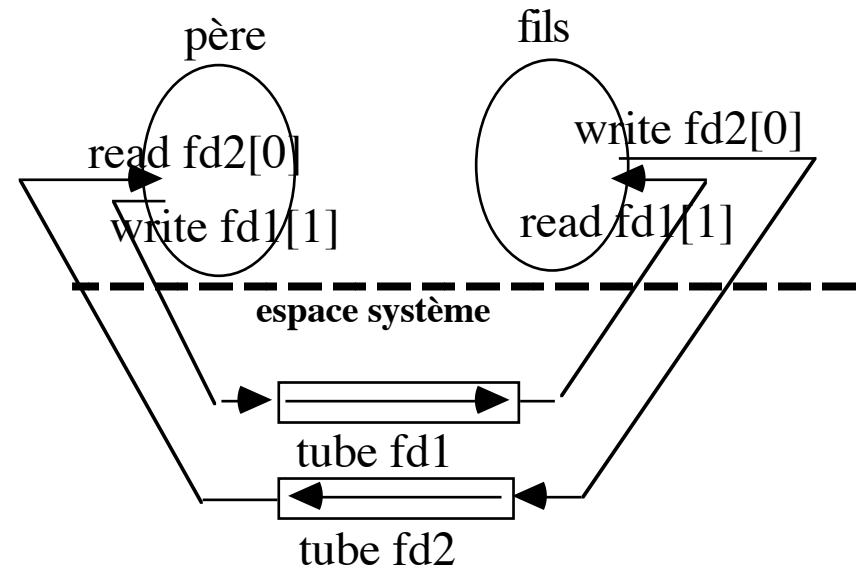 père
fils
read fd2[0]
write fd1[1]
write fd2[0]
read fd1[1]
espace système
tube fd1
tube fd2